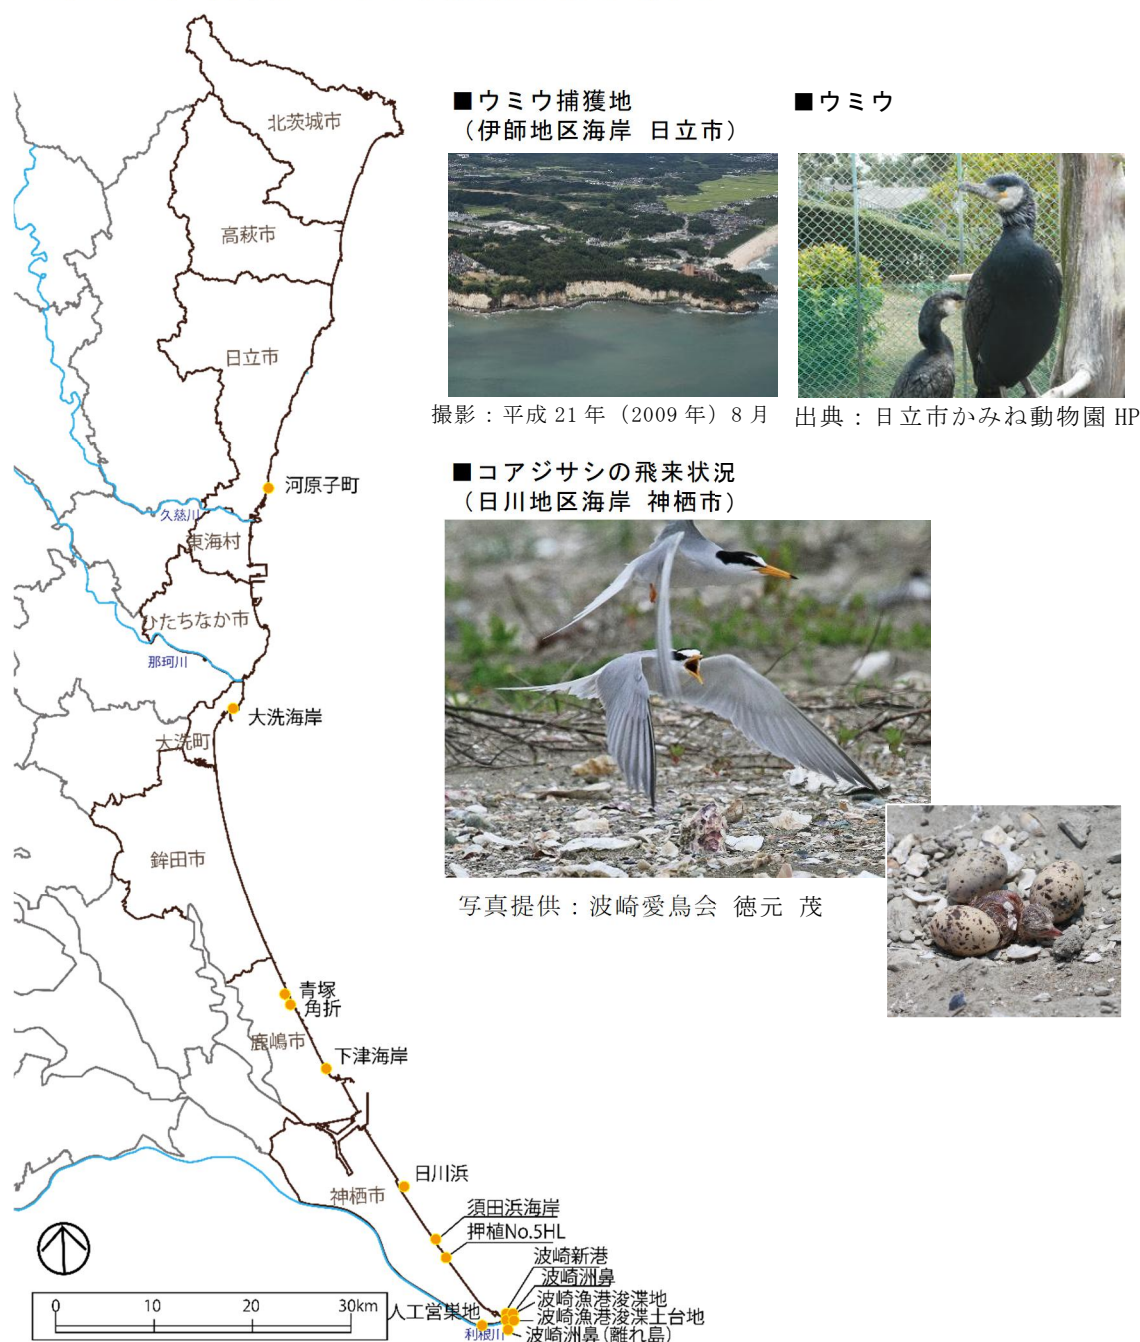 ■ウミウ捕獲地
（伊師地区海岸 日立市）
■ウミウ
撮影：平成 21 年（2009 年）8 月
出典：日立市かみね動物園 HP
■コアジサシの飛来状況
（日川地区海岸 神栖市）
写真提供：波崎愛鳥会 徳元 茂
北茨城市
高萩市
日立市
河原子町
久慈川
東海村
ひたちなか市
那珂川
大洗海岸
大洗町
鉾田市
青塚
角折
鹿嶋市
下津海岸
日川浜
神栖市
須田浜海岸
押植No.5HL
波崎新港
波崎洲鼻
波崎漁港浚渫地
人工営巣地
波崎漁港浚渫土台地
利根川
波崎洲鼻(離れ島)
0 10 20 30km